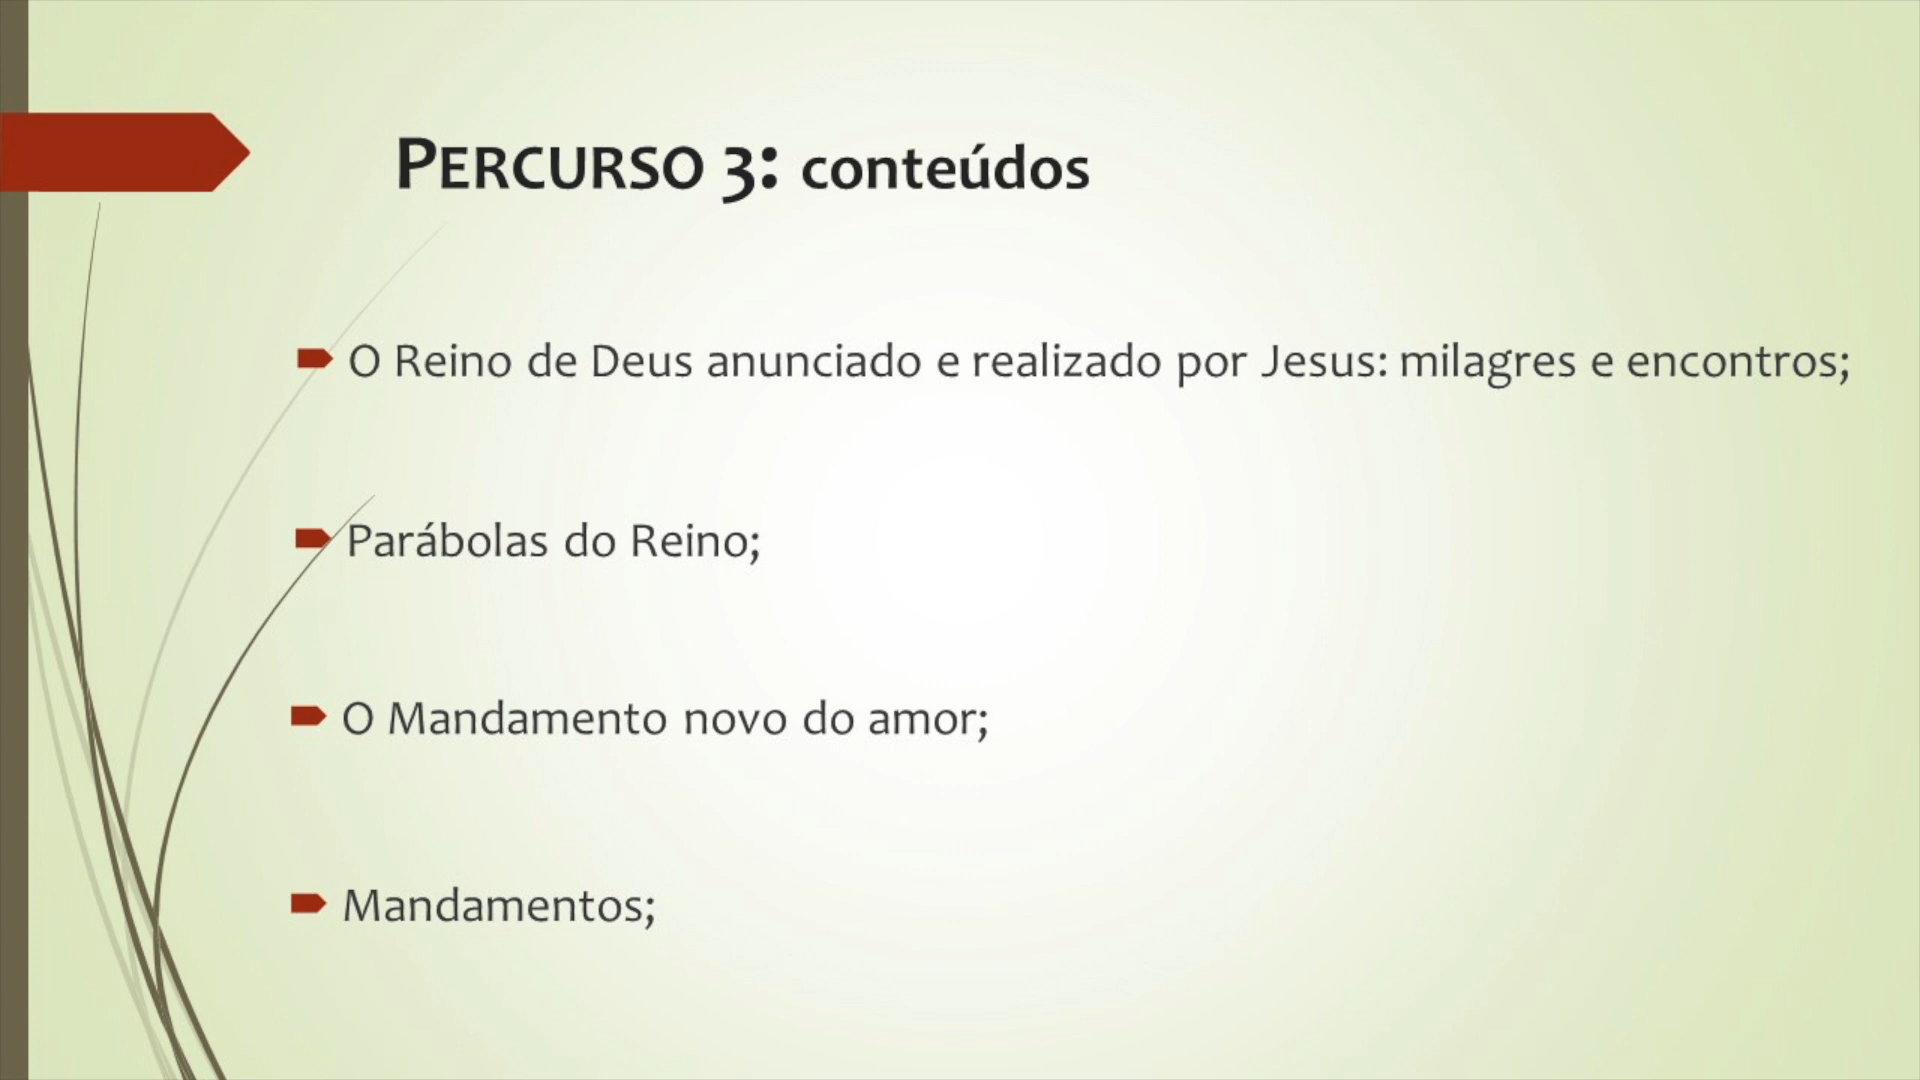 PERCURSO 3: conteúdos
O Reino de Deus anunciado e realizado por Jesus: milagres e encontros;
Parábolas do Reino;
O Mandamento novo do amor;
Mandamentos;